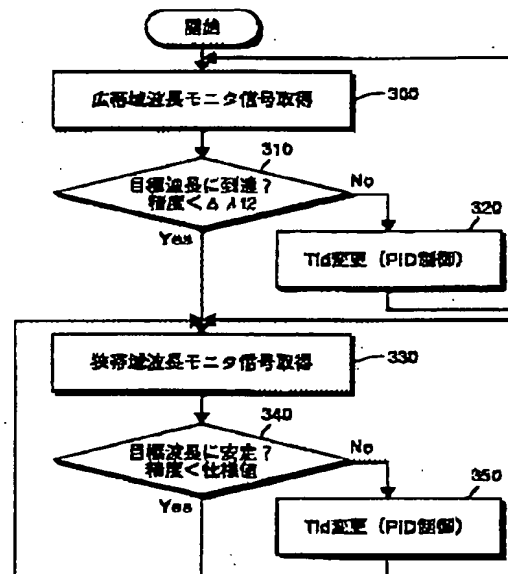 開始
広帯域波長モニタ信号取得
300
310
目標波長に到達?
精度<Δλ12
No
Yes
320
Tld変更(PID制御)
狭帯域波長モニタ信号取得
330
340
目標波長に安定?
精度<仕様値
No
Yes
350
Tld変更(PID制御)